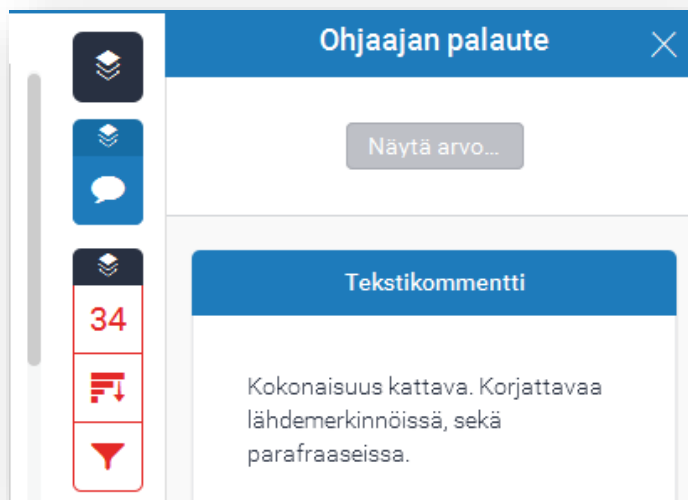 Ohjaajan palaute
Näytä arvo...
34
Tekstikommentti
Kokonaisuus kattava. Korjattavaa
lähdemerkinnöissä, sekä
parafraaseissa.